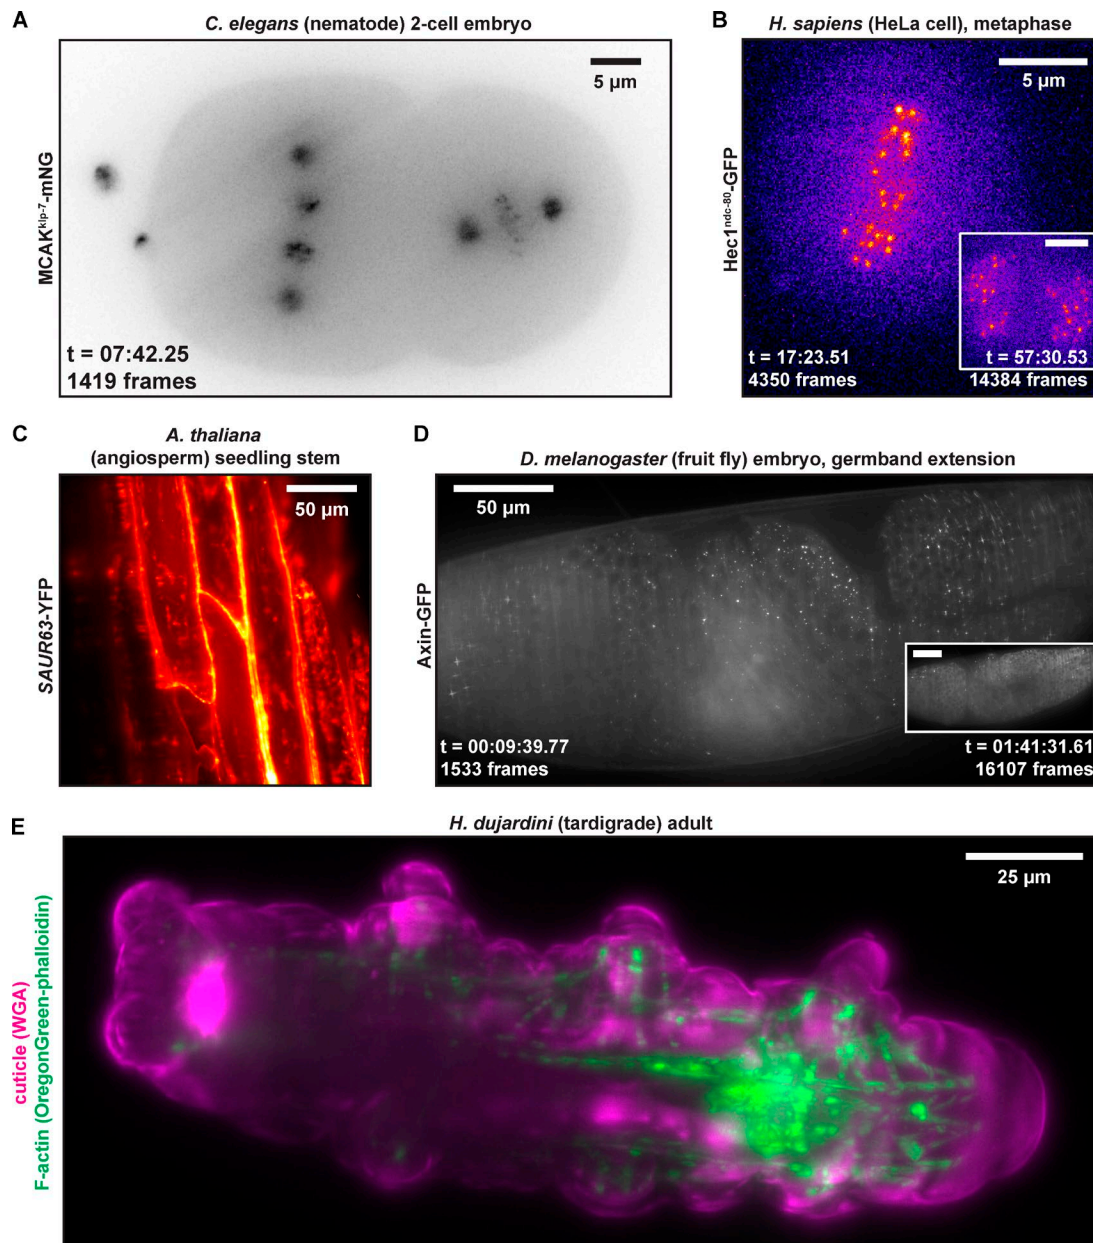 A
C. elegans (nematode) 2-cell embryo
MCAKkip-7-mNG
5 µm
t = 07:42.25
1419 frames
B
H. sapiens (HeLa cell), metaphase
Hec1ndc-80-GFP
5 µm
t = 17:23.51
4350 frames
t = 57:30.53
14384 frames
C
A. thaliana
(angiosperm) seedling stem
SAUR63-YFP
50 µm
D
D. melanogaster (fruit fly) embryo, germband extension
Axin-GFP
50 µm
t = 00:09:39.77
1533 frames
t = 01:41:31.61
16107 frames
E
H. dujardini (tardigrade) adult
cuticle (WGA)
F-actin (OregonGreen-phalloidin)
25 µm